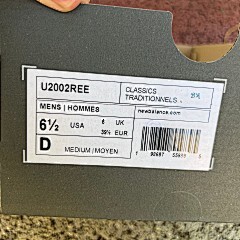 U2002REE
CLASSICS
TRADITIONNELS
MENS | HOMMES
newbalance.com
6½ USA 6 UK
39½ EUR
D MEDIUM / MOYEN